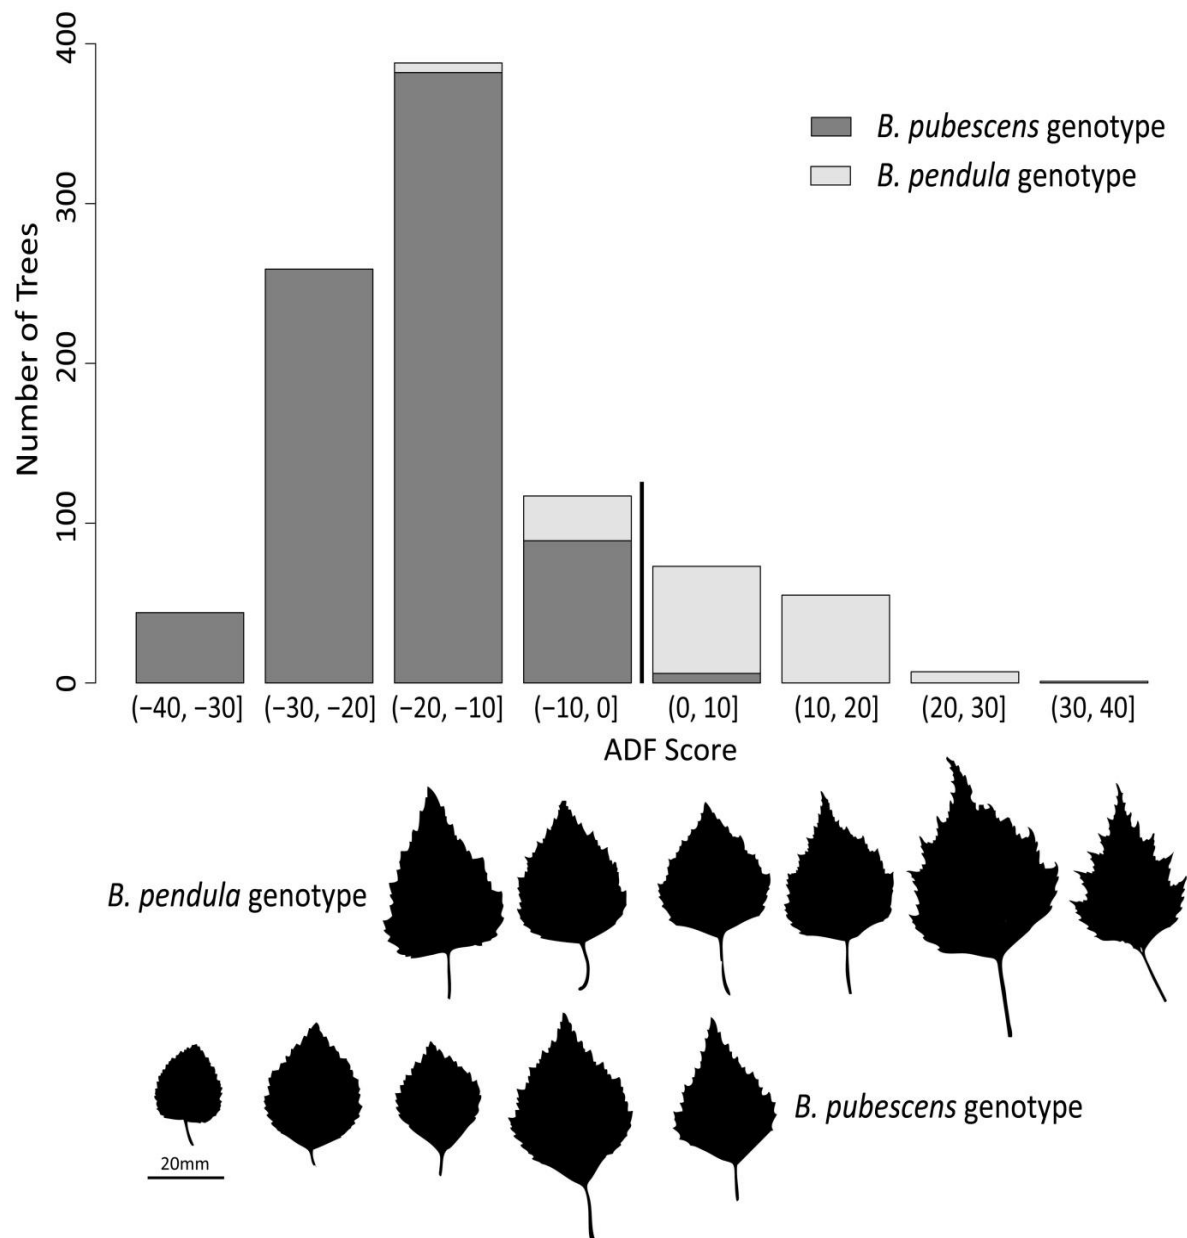 400
300
200
100
0
Number of Trees
B. pubescens genotype
B. pendula genotype
(−40, −30] (−30, −20] (−20, −10] (−10, 0] (0, 10] (10, 20] (20, 30] (30, 40]
ADF Score
B. pendula genotype
B. pubescens genotype
20mm